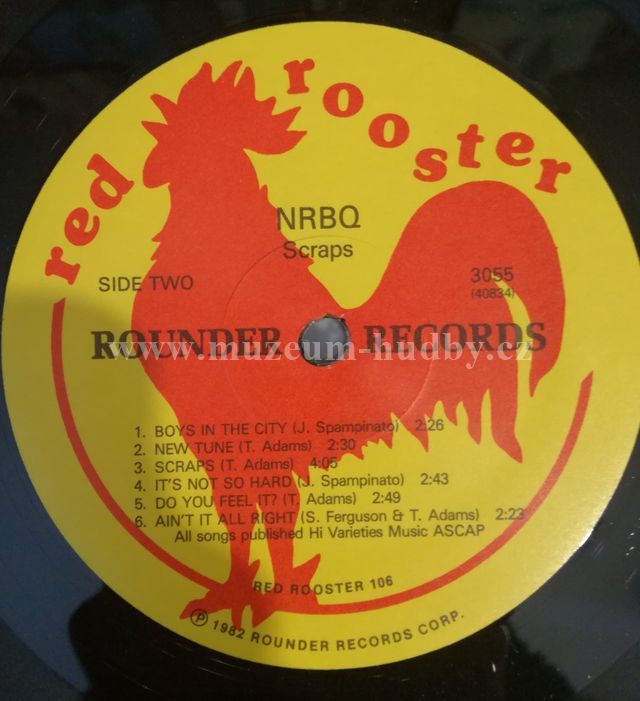 red rooster
NRBQ
Scraps
SIDE TWO
3055
(40834)
ROUNDER RECORDS
www.muzeum-hudby.cz
1. BOYS IN THE CITY (J. Spampinato) 2:26
2. NEW TUNE (T. Adams) 2:30
3. SCRAPS (T. Adams) 4:05
4. IT'S NOT SO HARD (J. Spampinato) 2:43
5. DO YOU FEEL IT? (T. Adams) 2:49
6. AIN'T IT ALL RIGHT (S. Ferguson & T. Adams) 2:23
All songs published Hi Varieties Music ASCAP
RED ROOSTER 106
℗ 1982 ROUNDER RECORDS CORP.